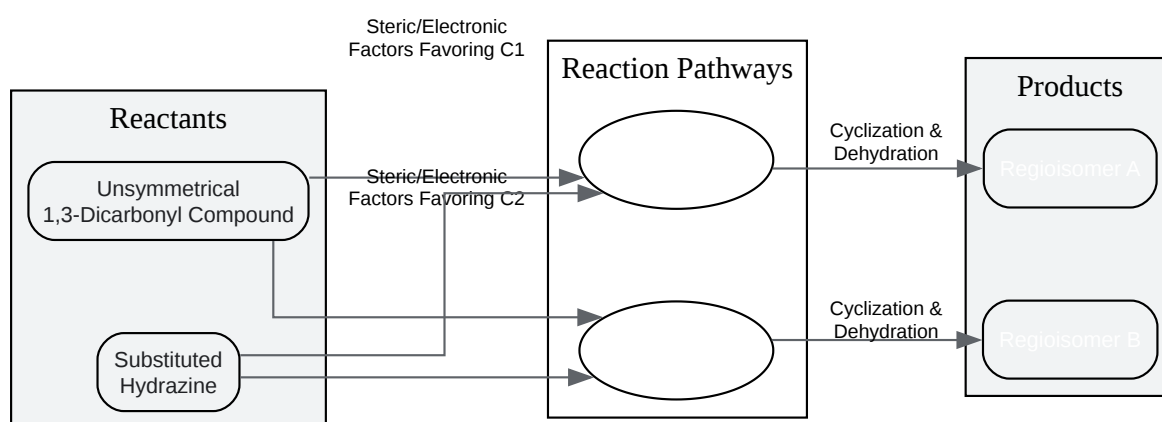 Steric/Electronic
Factors Favoring C1
Reaction Pathways
Products
Reactants
Cyclization &
Dehydration
Regioisomer A
Unsymmetrical
1,3-Dicarbonyl Compound
Steric/Electronic
Factors Favoring C2
Cyclization &
Dehydration
Regioisomer B
Substituted
Hydrazine